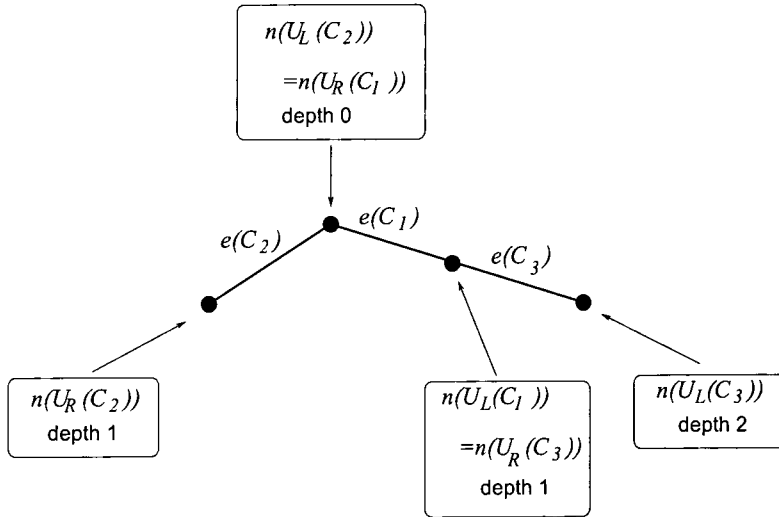 n(U_L(C_2))
=n(U_R(C_1))
depth 0
e(C_1)
e(C_2)
e(C_3)
n(U_R(C_2))
depth 1
n(U_L(C_1))
=n(U_R(C_3))
depth 1
n(U_L(C_3))
depth 2